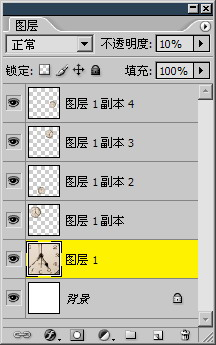 图层
正常 不透明度: 10%
锁定: 填充: 100%
图层 1副本 4
图层 1副本 3
图层 1副本 2
图层 1副本
图层 1
背景